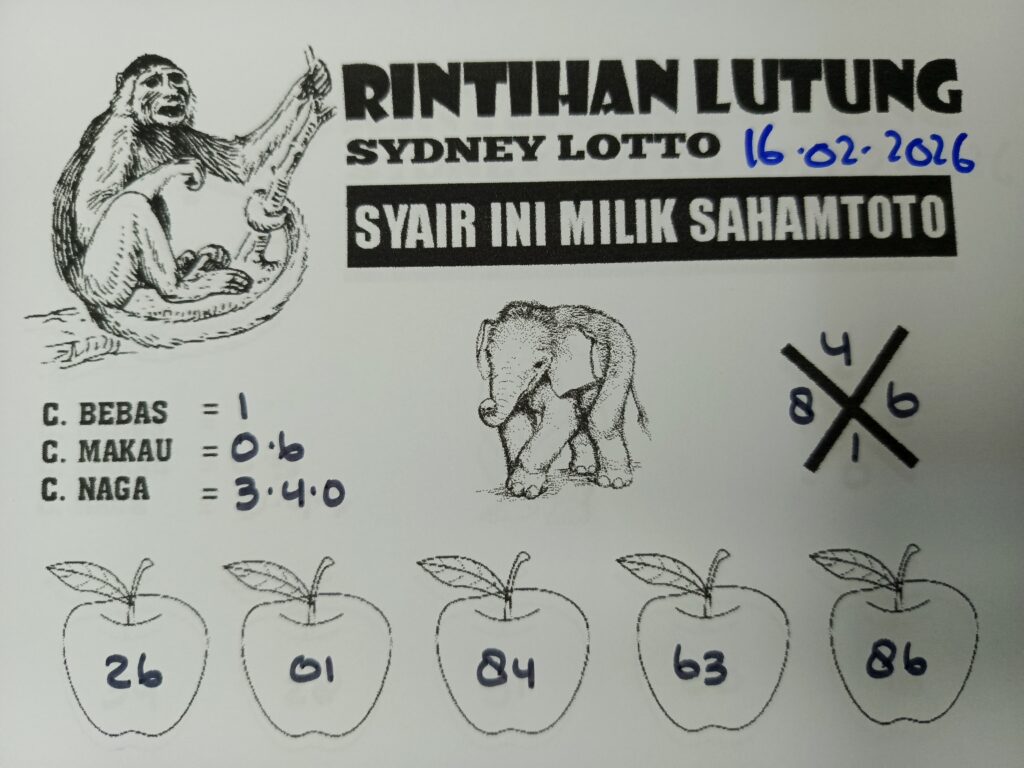 RINTIHAN LUTUNG
SYDNEY LOTTO 16.02.2026
SYAIR INI MILIK SAHAMTOTO
C. BEBAS = 1
C. MAKAU = 0.6
C. NAGA = 3.4.0
4
8 6
1
26 01 84 63 86